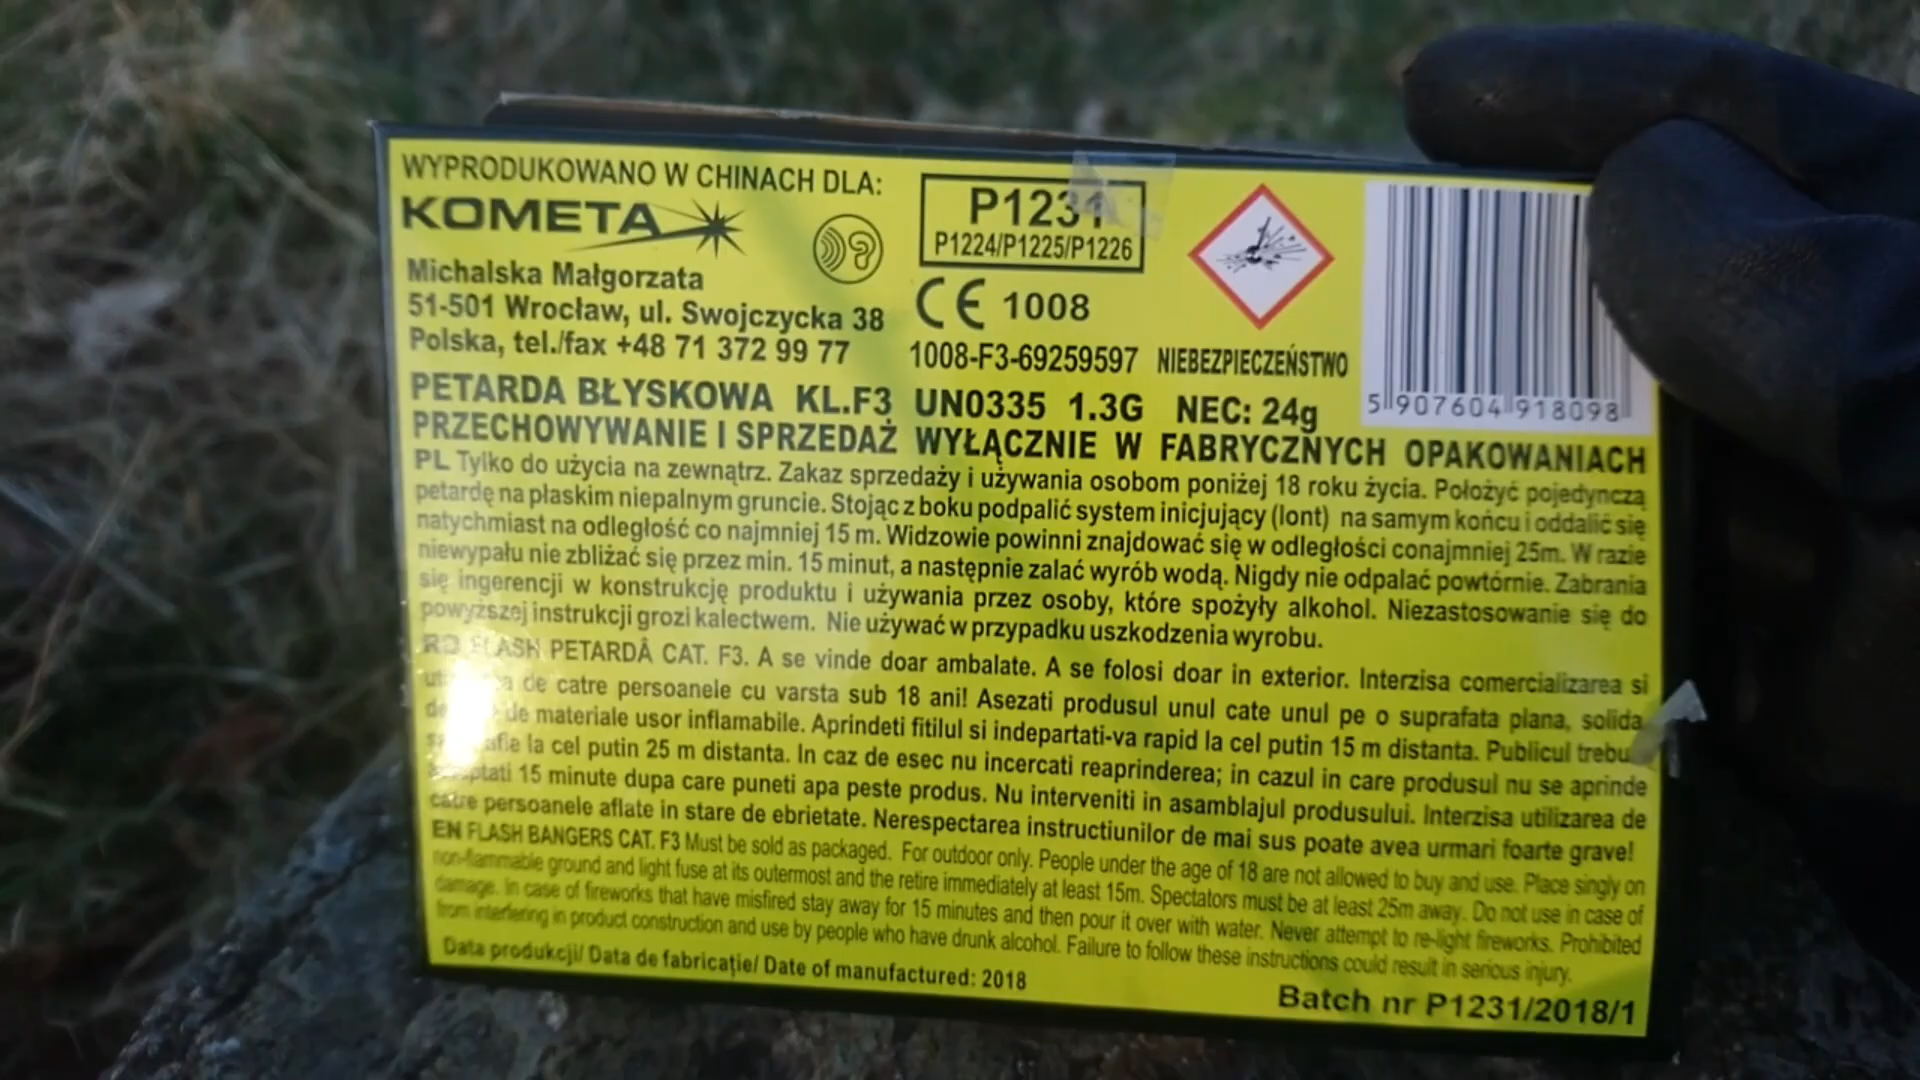 WYPRODUKOWANO W CHINACH DLA:
KOMETA
Michalska Małgorzata
51-501 Wrocław, ul. Swojczycka 38
Polska, tel./fax +48 71 372 99 77
P1231
P1224/P1225/P1226
CE 1008
1008-F3-69259597 NIEBEZPIECZEŃSTWO
5 907604 918098
PETARDA BŁYSKOWA KL.F3 UN0335 1.3G NEC: 24g
PRZECHOWYWANIE I SPRZEDAŻ WYŁĄCZNIE W FABRYCZNYCH OPAKOWANIACH
PL Tylko do użycia na zewnątrz. Zakaz sprzedaży i używania osobom poniżej 18 roku życia. Położyć pojedynczą
petardę na płaskim niepalnym gruncie. Stojąc z boku podpalić system inicjujący (lont) na samym końcu i oddalić się
natychmiast na odległość co najmniej 15 m. Widzowie powinni znajdować się w odległości conajmniej 25m. W razie
niewypału nie zbliżać się przez min. 15 minut, a następnie zalać wyrób wodą. Nigdy nie odpalać powtórnie. Zabrania
się ingerencji w konstrukcję produktu i używania przez osoby, które spożyły alkohol. Niezastosowanie się do
powyższej instrukcji grozi kalectwem. Nie używać w przypadku uszkodzenia wyrobu.
RO FLASH PETARDĂ CAT. F3. A se vinde doar ambalate. A se folosi doar in exterior. Interzisa comercializarea si
de catre persoanele cu varsta sub 18 ani! Asezati produsul unul cate unul pe o suprafata plana, solida
de materiale usor inflamabile. Aprindeti fitilul si indepartati-va rapid la cel putin 15 m distanta. Publicul trebu
la cel putin 25 m distanta. In caz de esec nu incercati reaprinderea; in cazul in care produsul nu se aprinde
15 minute dupa care puneti apa peste produs. Nu interveniti in asamblajul produsului. Interzisa utilizarea de
catre persoanele aflate in stare de ebrietate. Nerespectarea instructiunilor de mai sus poate avea urmari foarte grave!
EN FLASH BANGERS CAT. F3 Must be sold as packaged. For outdoor only. People under the age of 18 are not allowed to buy and use. Place singly on
non-flammable ground and light fuse at its outermost and the retire immediately at least 15m. Spectators must be at least 25m away. Do not use in case of
damage. In case of fireworks that have misfired stay away for 15 minutes and then pour it over with water. Never attempt to re-light fireworks. Prohibited
from interfering in product construction and use by people who have drunk alcohol. Failure to follow these instructions could result in serious injury.
Data produkcji/ Data de fabricaţie/ Date of manufactured: 2018
Batch nr P1231/2018/1